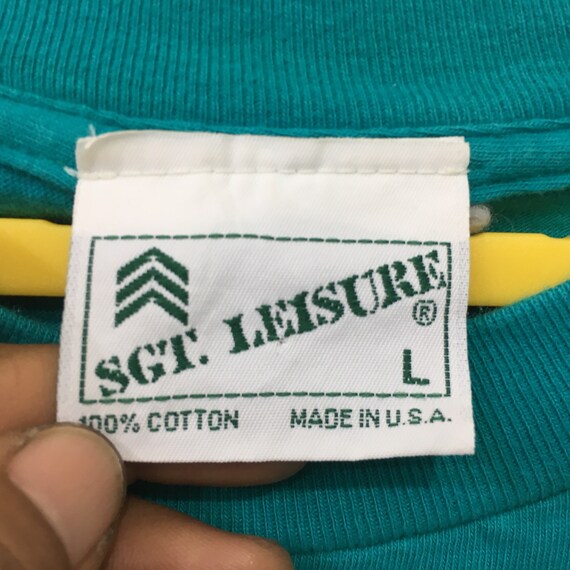 SGT. LEISURE ®
L
100% COTTON MADE IN U.S.A.